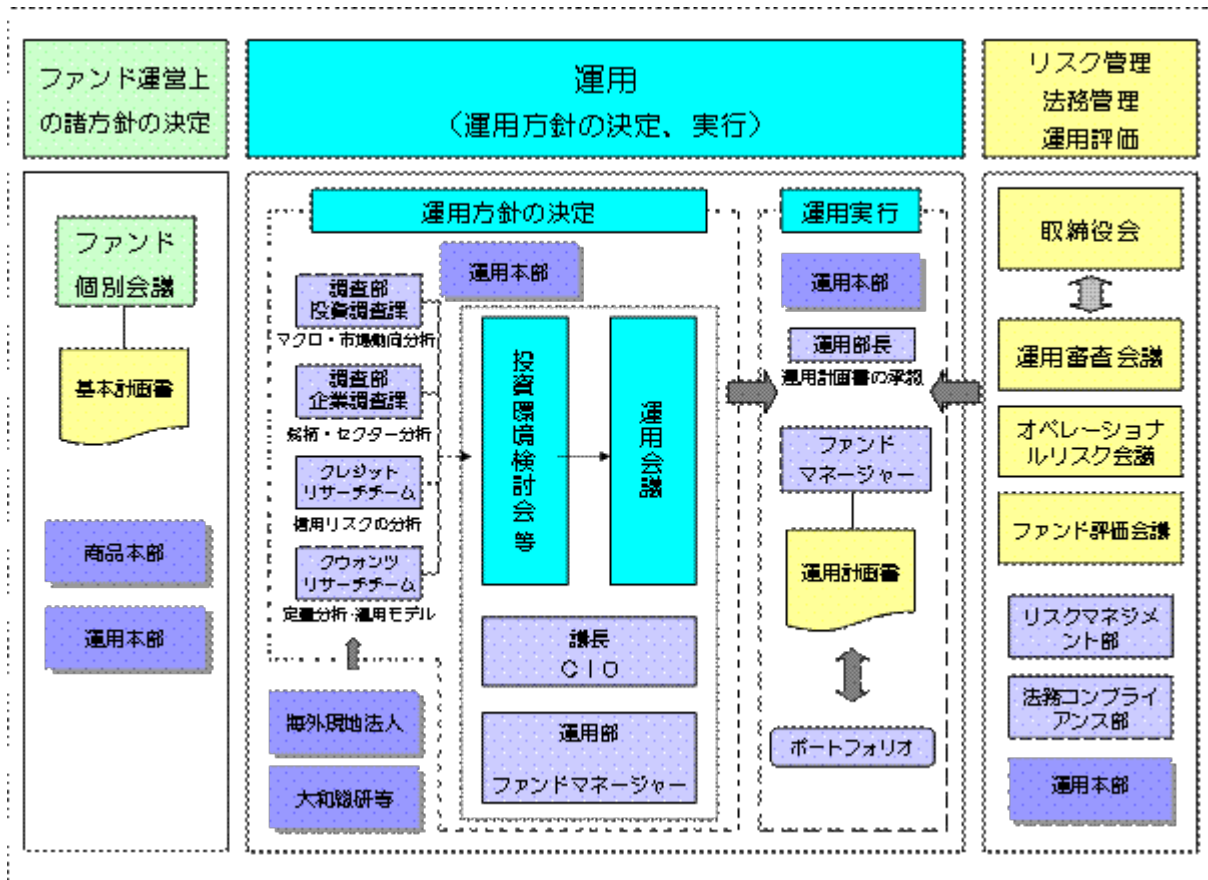 ファンド運営上
の諸方針の決定
ファンド
個別会議
基本計画書
商品本部
運用本部
運用
(運用方針の決定、実行)
運用方針の決定
運用本部
調査部
投資調査課
マクロ・市場動向分析
調査部
企業調査課
銘柄・セクター分析
クレジット
リサーチチーム
信用リスクの分析
クウォンツ
リサーチチーム
定量分析・運用モデル
海外現地法人
大和総研等
投資環境検討会等
運用会議
議長
CIO
運用部
ファンドマネージャー
運用実行
運用本部
運用部長
運用計画書の承認
ファンド
マネージャー
運用計画書
ポートフォリオ
リスク管理
法務管理
運用評価
取締役会
運用審査会議
オペレーショナ
ルリスク会議
ファンド評価会議
リスクマネジメ
ント部
法務コンプライ
アンス部
運用本部